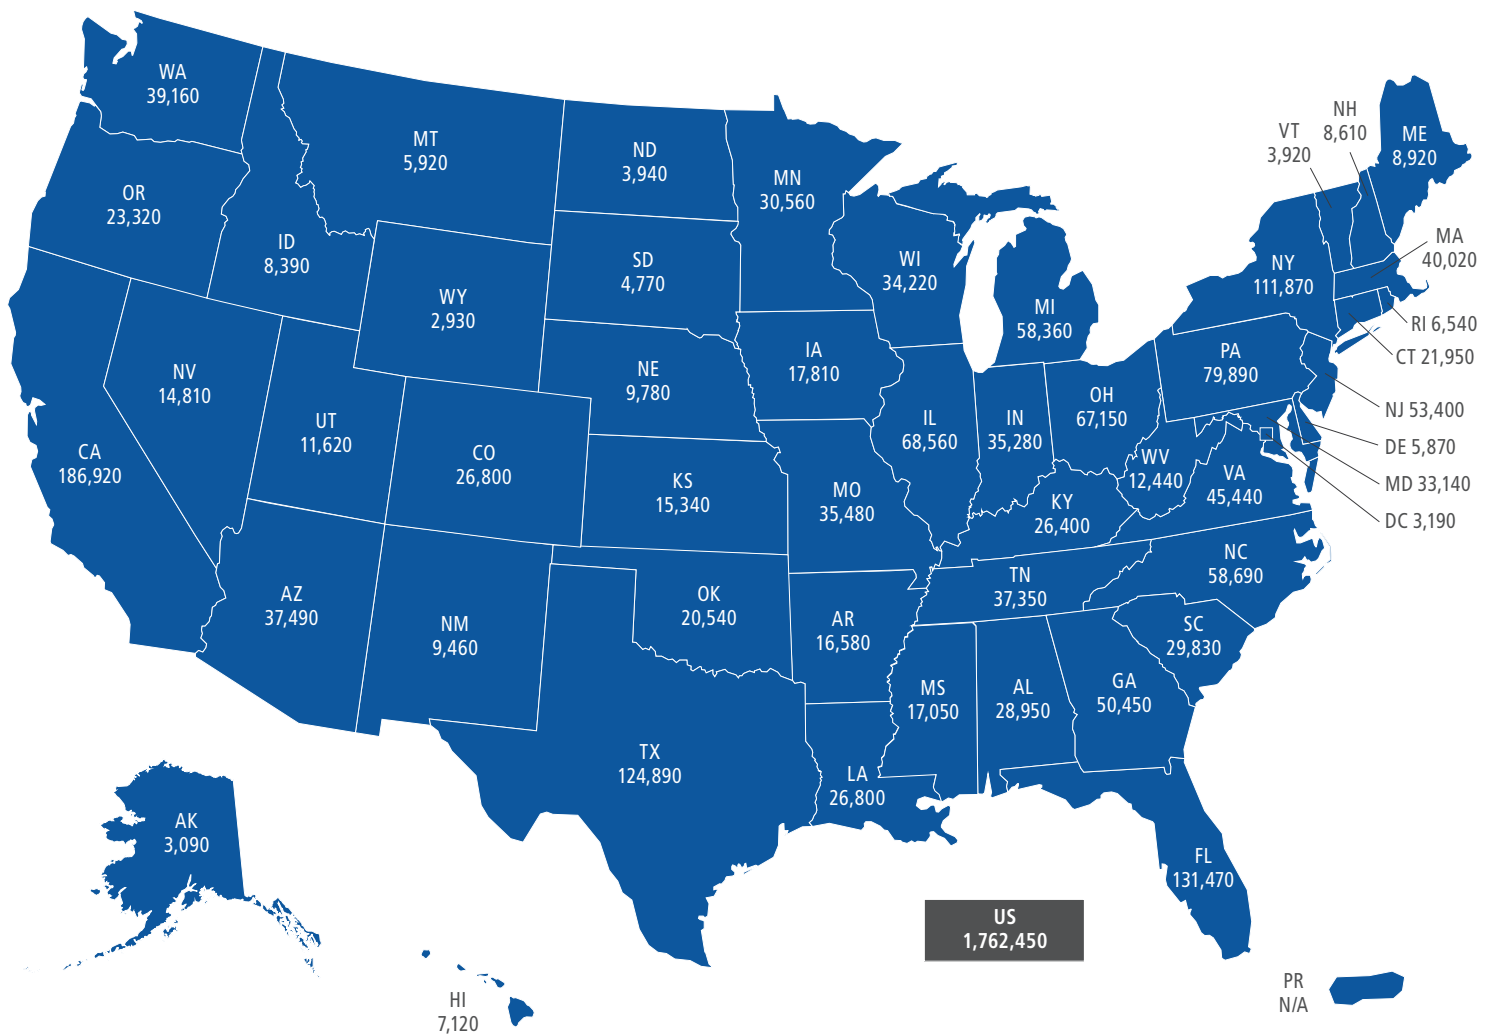 WA
39,160
MT
5,920
ND
3,940
MN
30,560
NH
8,610
VT
3,920
ME
8,920
OR
23,320
ID
8,390
SD
4,770
WI
34,220
MI
58,360
NY
111,870
MA
40,020
RI 6,540
CT 21,950
WY
2,930
IA
17,810
PA
79,890
NV
14,810
UT
11,620
NE
9,780
OH
67,150
NJ 53,400
IL
68,560
IN
35,280
DE 5,870
CA
186,920
CO
26,800
KS
15,340
MO
35,480
WV
12,440
VA
45,440
MD 33,140
KY
26,400
DC 3,190
NC
58,690
AZ
37,490
NM
9,460
OK
20,540
AR
16,580
TN
37,350
SC
29,830
MS
17,050
AL
28,950
GA
50,450
TX
124,890
LA
26,800
AK
3,090
FL
131,470
US
1,762,450
HI
7,120
PR
N/A